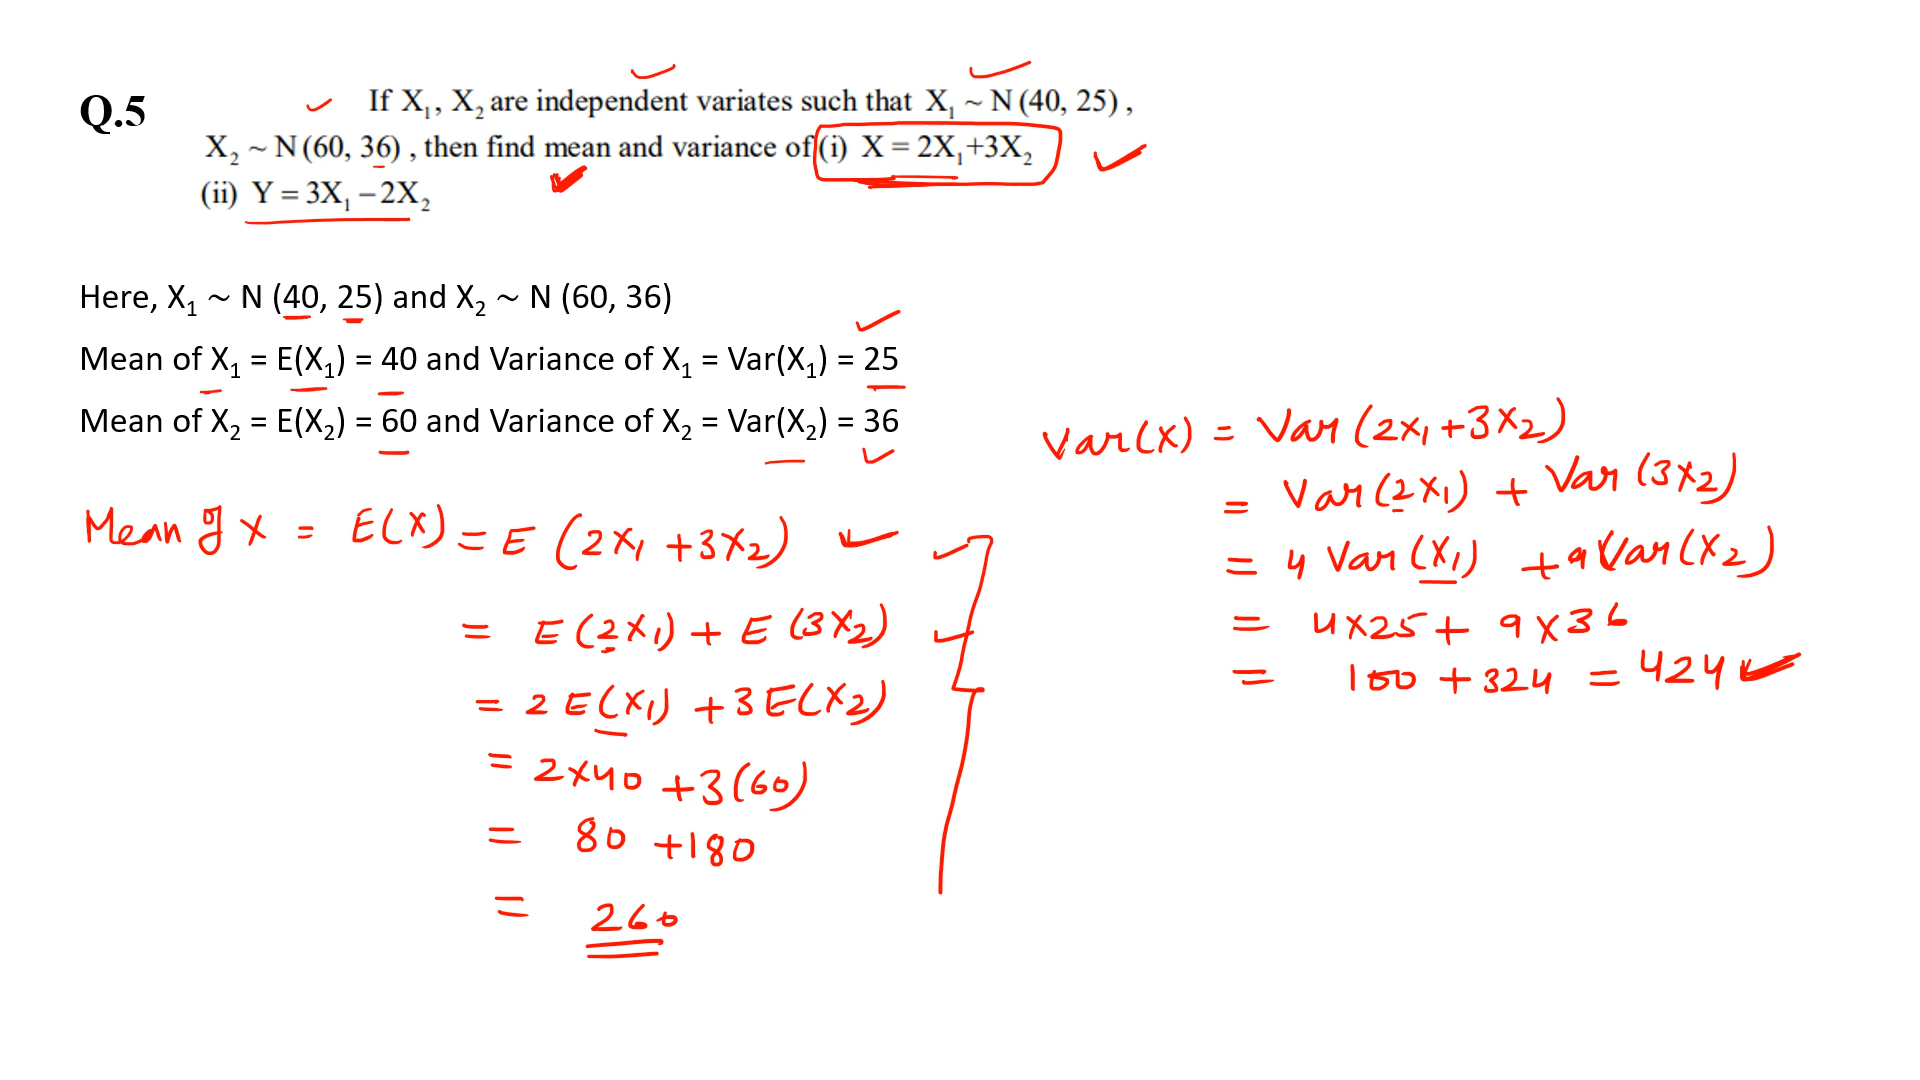 Q.5
If X₁, X₂ are independent variates such that X₁ ~ N (40, 25) ,
X₂ ~ N (60, 36) , then find mean and variance of (i) X = 2X₁+3X₂
(ii) Y = 3X₁ – 2X₂
Here, X₁ ~ N (40, 25) and X₂ ~ N (60, 36)
Mean of X₁ = E(X₁) = 40 and Variance of X₁ = Var(X₁) = 25
Mean of X₂ = E(X₂) = 60 and Variance of X₂ = Var(X₂) = 36
Mean of X = E(X) = E (2X₁ + 3X₂)
= E (2X₁) + E (3X₂)
= 2 E(X₁) + 3 E(X₂)
= 2 x 40 + 3 (60)
= 80 + 180
= 260
Var(X) = Var (2X₁ + 3X₂)
= Var (2X₁) + Var (3X₂)
= 4 Var (X₁) + 9 Var (X₂)
= 4 x 25 + 9 x 36
= 100 + 324 = 424